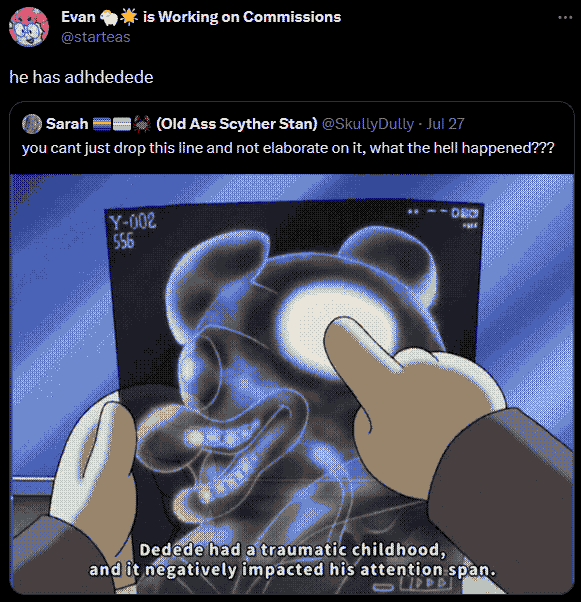 Evan 🐑☀️ is Working on Commissions
@starteas
he has adhdedede
Sarah (Old Ass Scyther Stan) @SkullyDully · Jul 27
you cant just drop this line and not elaborate on it, what the hell happened???
Y-002
556
Dedede had a traumatic childhood,
and it negatively impacted his attention span.